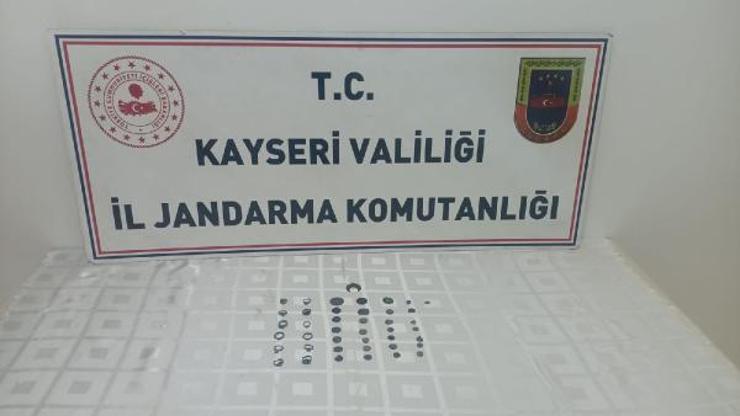 T.C.
KAYSERİ VALİLİĞİ
İL JANDARMA KOMUTANLIĞI